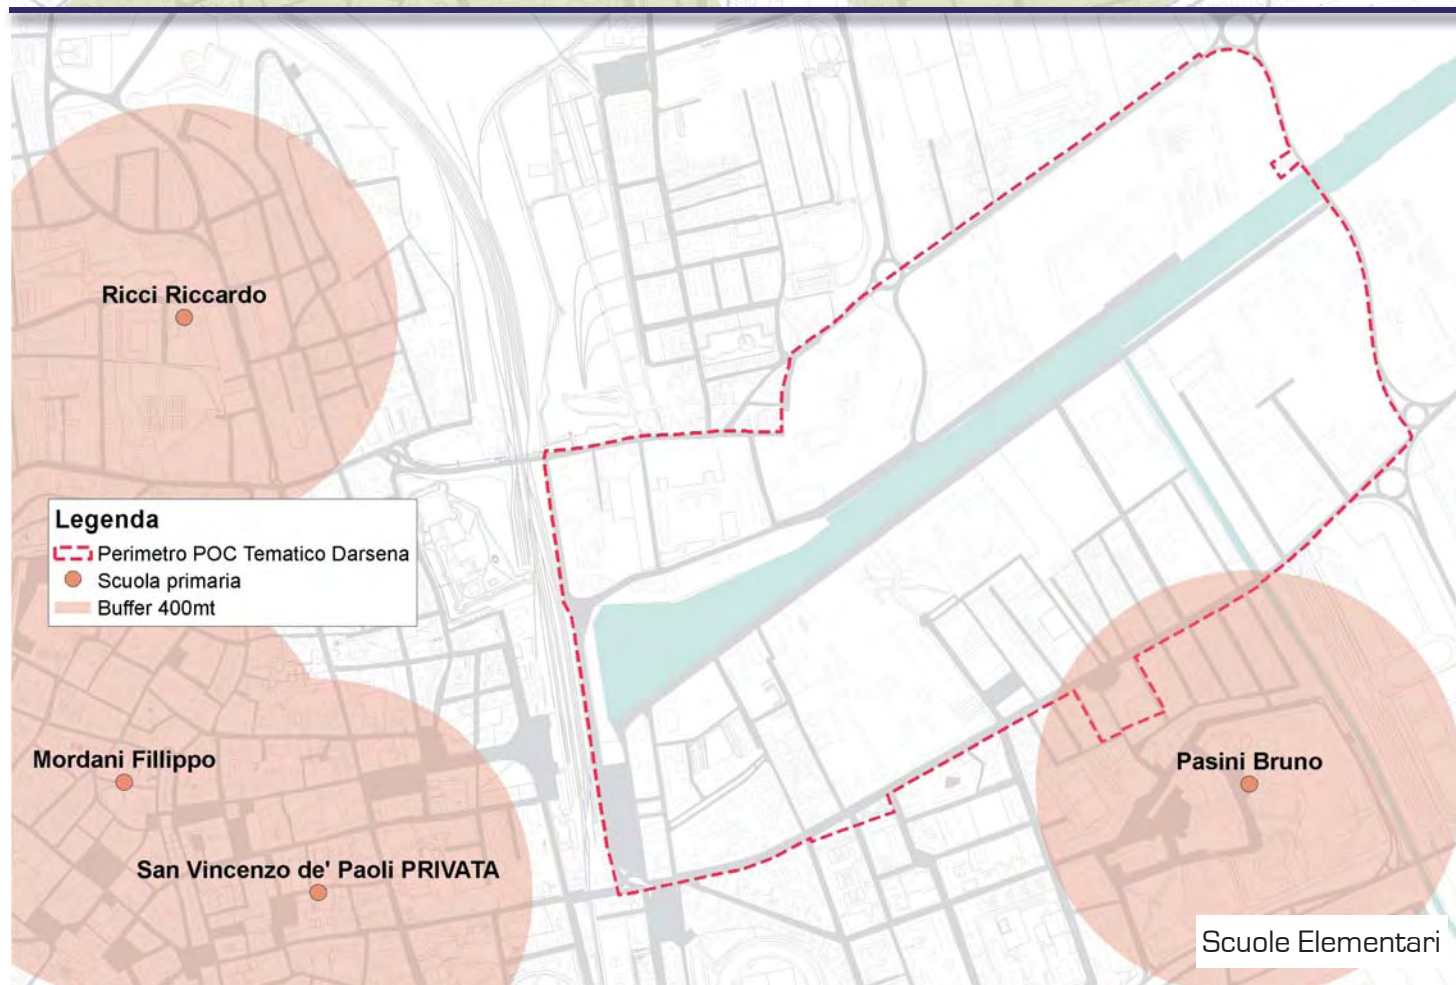 Ricci Riccardo
Legenda
Perimetro POC Tematico Darsena
Scuola primaria
Buffer 400mt
Mordani Fillippo
Pasini Bruno
San Vincenzo de' Paoli PRIVATA
Scuole Elementari